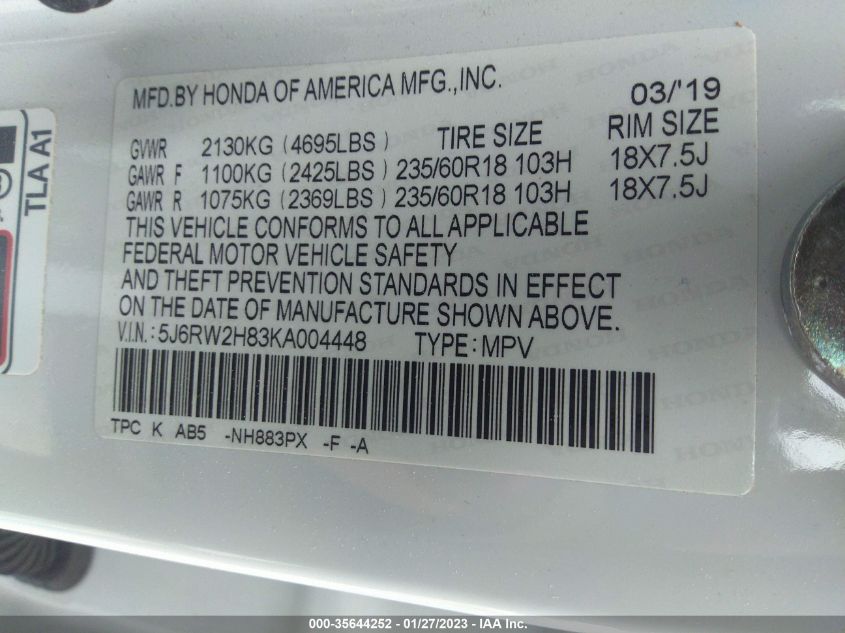 MFD.BY HONDA OF AMERICA MFG.,INC. 03/'19
GVWR 2130KG (4695LBS) TIRE SIZE RIM SIZE
GAWR F 1100KG (2425LBS) 235/60R18 103H 18X7.5J
GAWR R 1075KG (2369LBS) 235/60R18 103H 18X7.5J
THIS VEHICLE CONFORMS TO ALL APPLICABLE
FEDERAL MOTOR VEHICLE SAFETY
AND THEFT PREVENTION STANDARDS IN EFFECT
ON THE DATE OF MANUFACTURE SHOWN ABOVE.
V.I.N.: 5J6RW2H83KA004448 TYPE: MPV
TPC K AB5 -NH883PX -F -A
TLA A1
HONDA
000-35644252 - 01/27/2023 - IAA Inc.